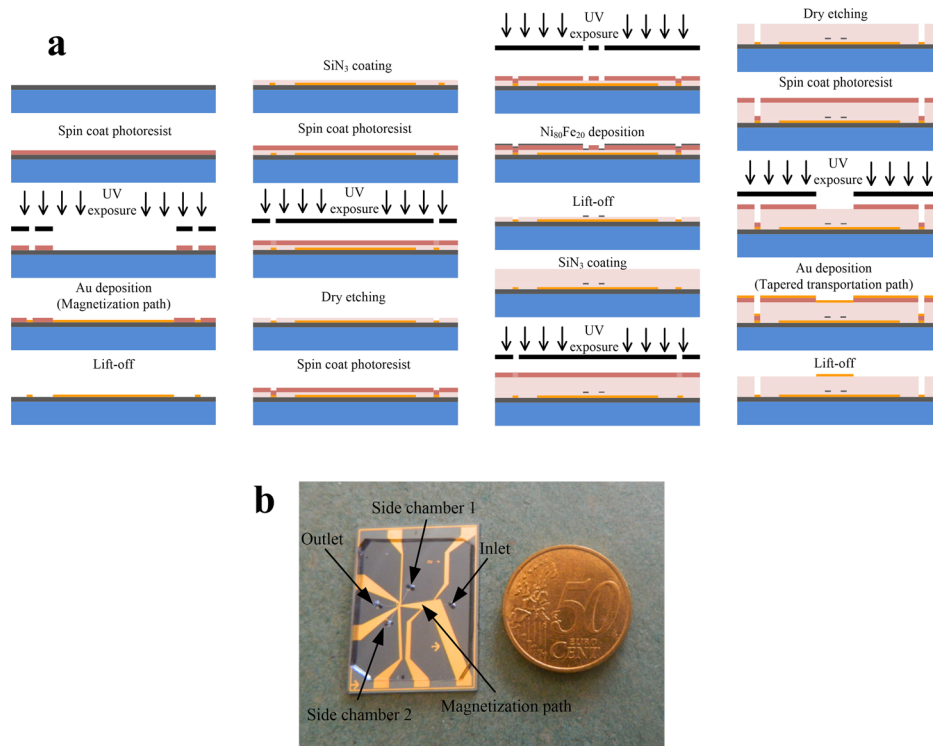 a
Spin coat photoresist
UV
exposure
Au deposition
(Magnetization path)
Lift-off
SiN₃ coating
Spin coat photoresist
UV
exposure
Dry etching
Spin coat photoresist
UV
exposure
Ni₈₀Fe₂₀ deposition
Lift-off
SiN₃ coating
UV
exposure
Dry etching
Spin coat photoresist
UV
exposure
Au deposition
(Tapered transportation path)
Lift-off
b
Side chamber 1
Outlet
Inlet
50
EURO
CENT
Side chamber 2
Magnetization path